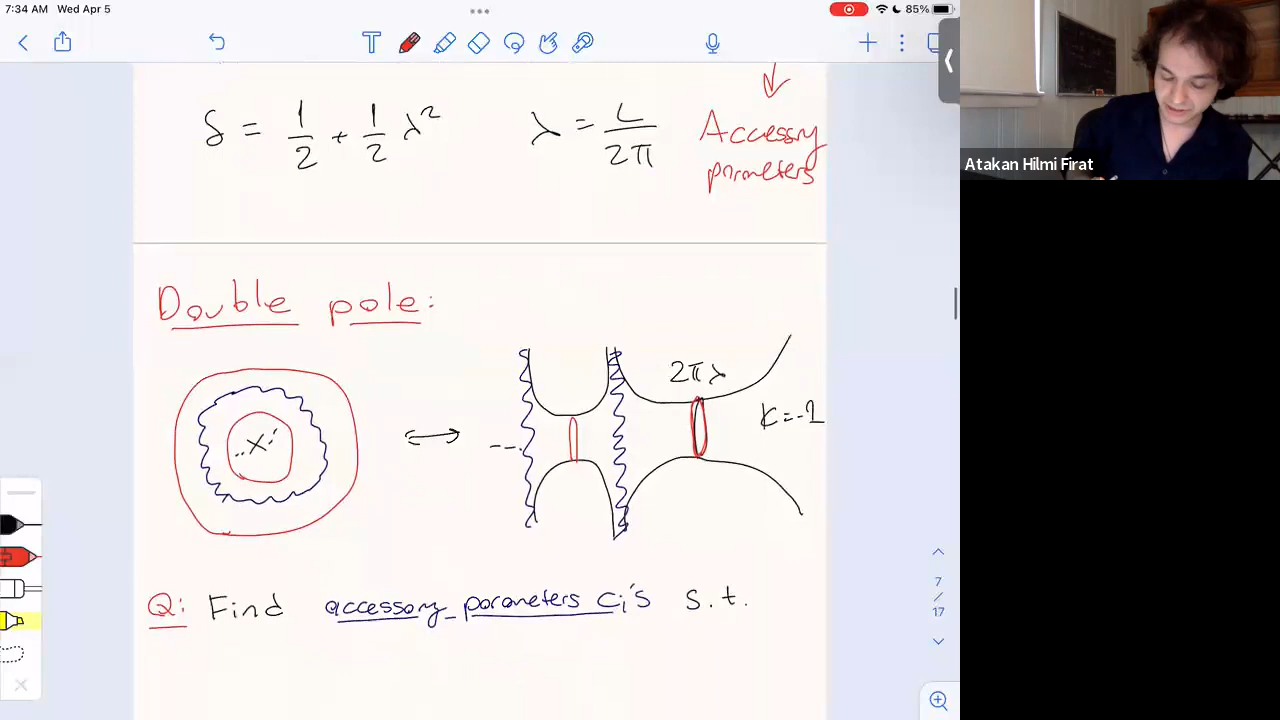 7:34 AM Wed Apr 5
85%
δ = 1/2 + 1/2 λ² λ = L/2π Accessory
parameters
Atakan Hilmi Firat
Double pole:
2πλ
K=-1
Q: Find accessory parameters ci's s.t.
7
/
17